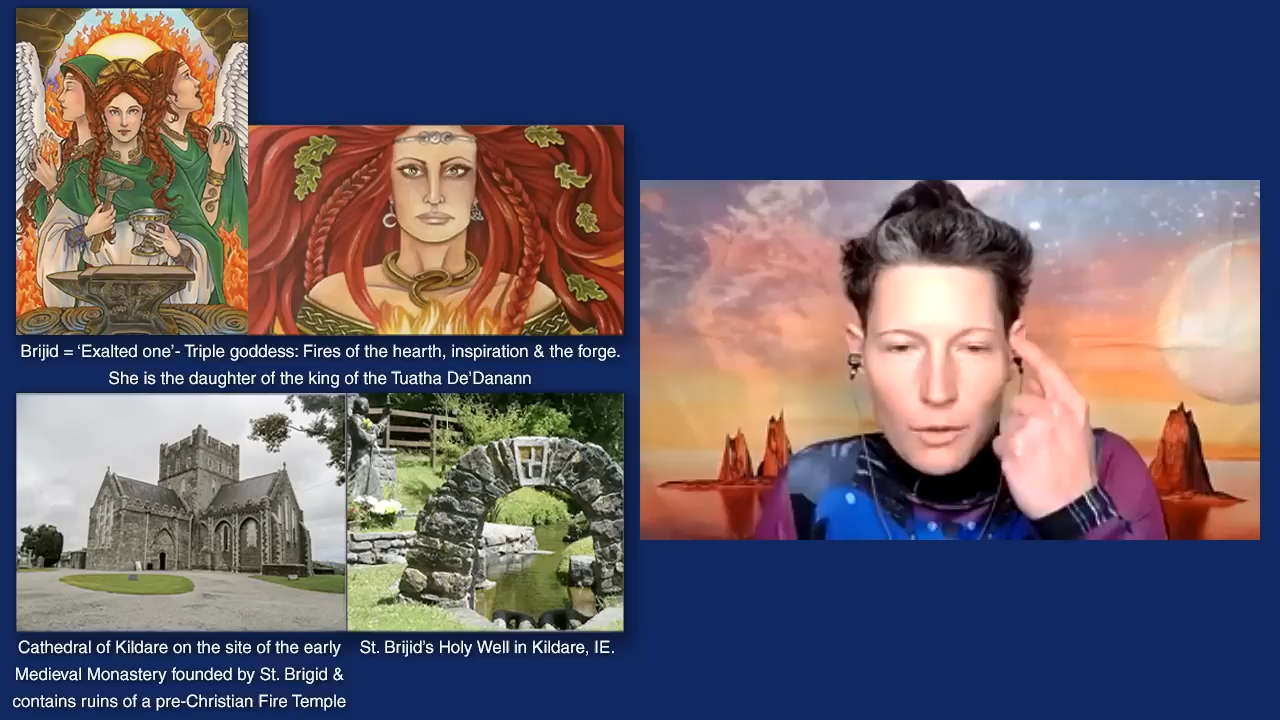 Brijid = ‘Exalted one’- Triple goddess: Fires of the hearth, inspiration & the forge.
She is the daughter of the king of the Tuatha De’Danann
Cathedral of Kildare on the site of the early
Medieval Monastery founded by St. Brigid &
contains ruins of a pre-Christian Fire Temple
St. Brijid’s Holy Well in Kildare, IE.